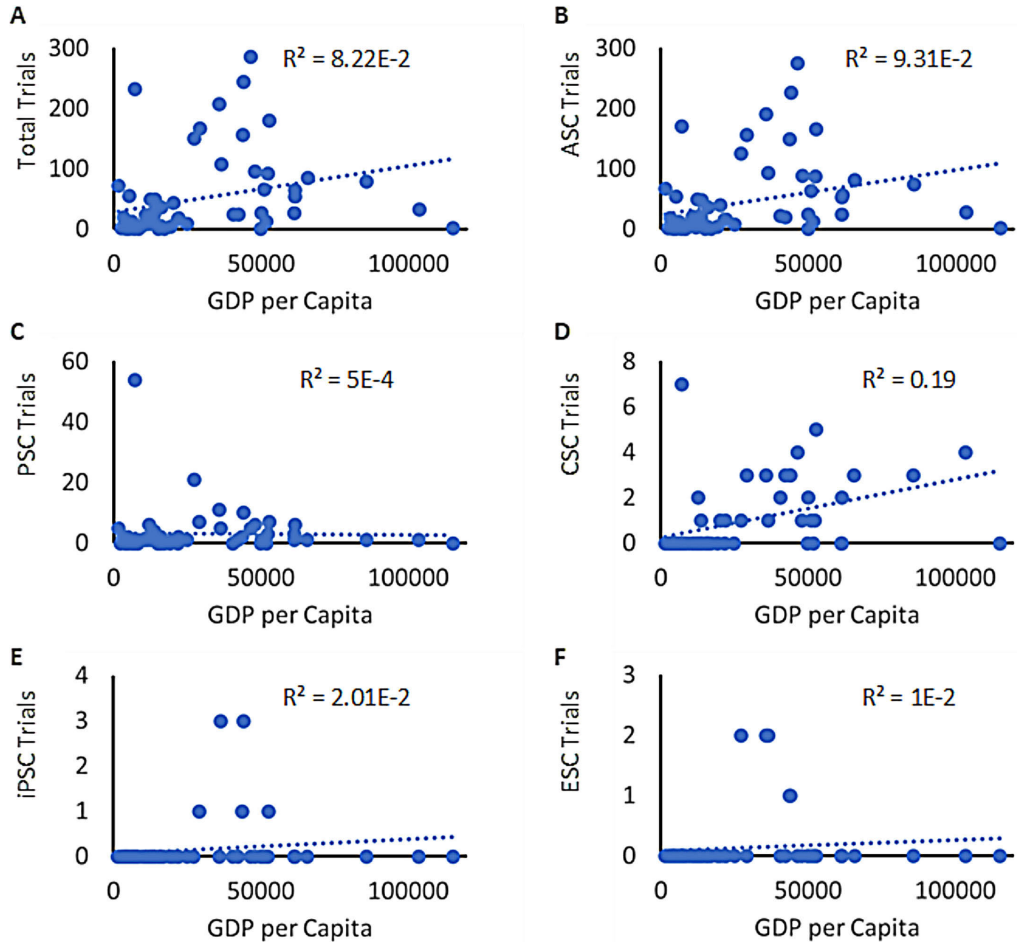 A
Total Trials
300
200
100
0
R² = 8.22E-2
0 50000 100000
GDP per Capita
B
ASC Trials
300
200
100
0
R² = 9.31E-2
0 50000 100000
GDP per Capita
C
PSC Trials
60
40
20
0
R² = 5E-4
0 50000 100000
GDP per Capita
D
CSC Trials
8
6
4
2
0
R² = 0.19
0 50000 100000
GDP per Capita
E
iPSC Trials
4
3
2
1
0
R² = 2.01E-2
0 50000 100000
GDP per Capita
F
ESC Trials
3
2
1
0
R² = 1E-2
0 50000 100000
GDP per Capita